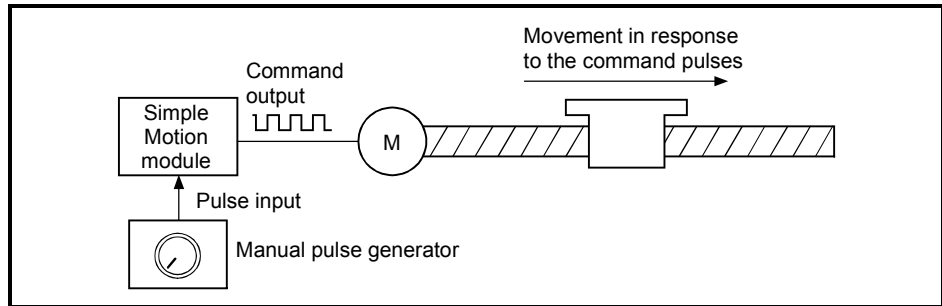 Movement in response
to the command pulses
Command
output
Simple
Motion
module
M
Pulse input
Manual pulse generator